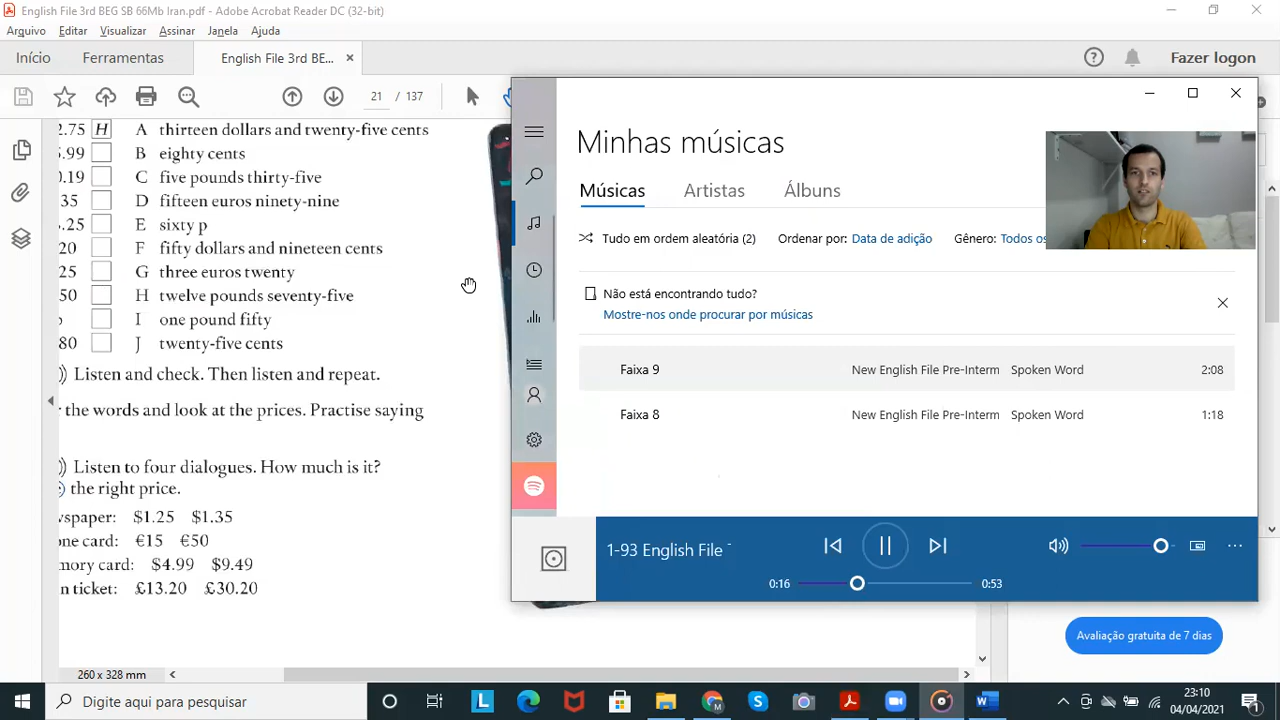 English File 3rd BEG SB 66Mb Iran.pdf - Adobe Acrobat Reader DC (32-bit)
Arquivo Editar Visualizar Assinar Janela Ajuda
Início Ferramentas English File 3rd BE... × Fazer logon
21 / 137
2.75 H A thirteen dollars and twenty-five cents
5.99 B eighty cents
0.19 C five pounds thirty-five
.35 D fifteen euros ninety-nine
.25 E sixty p
20 F fifty dollars and nineteen cents
25 G three euros twenty
50 H twelve pounds seventy-five
I one pound fifty
80 J twenty-five cents
)) Listen and check. Then listen and repeat.
r the words and look at the prices. Practise saying
)) Listen to four dialogues. How much is it?
the right price.
wspaper: $1.25 $1.35
one card: €15 €50
mory card: $4.99 $9.49
n ticket: £13.20 £30.20
260 x 328 mm
Minhas músicas
Músicas Artistas Álbuns
Tudo em ordem aleatória (2) Ordenar por: Data de adição Gênero: Todos os
Não está encontrando tudo?
Mostre-nos onde procurar por músicas
Faixa 9 New English File Pre-Interm Spoken Word 2:08
Faixa 8 New English File Pre-Interm Spoken Word 1:18
1-93 English File
0:16 0:53
Avaliação gratuita de 7 dias
Digite aqui para pesquisar
23:10
04/04/2021